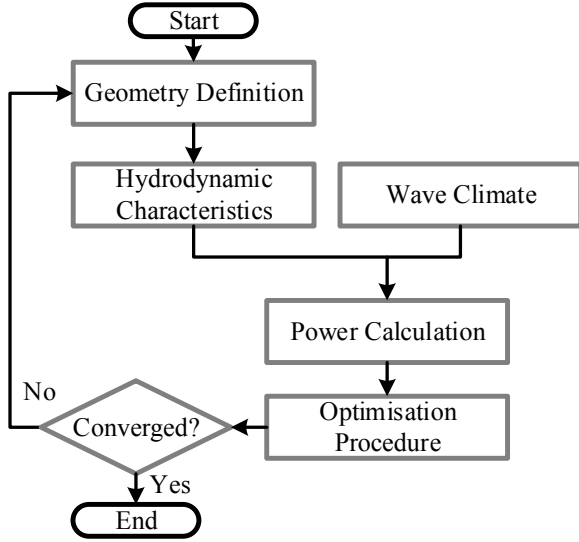 Start
Geometry Definition
Hydrodynamic
Characteristics
Wave Climate
Power Calculation
Optimisation
Procedure
Converged?
No
Yes
End